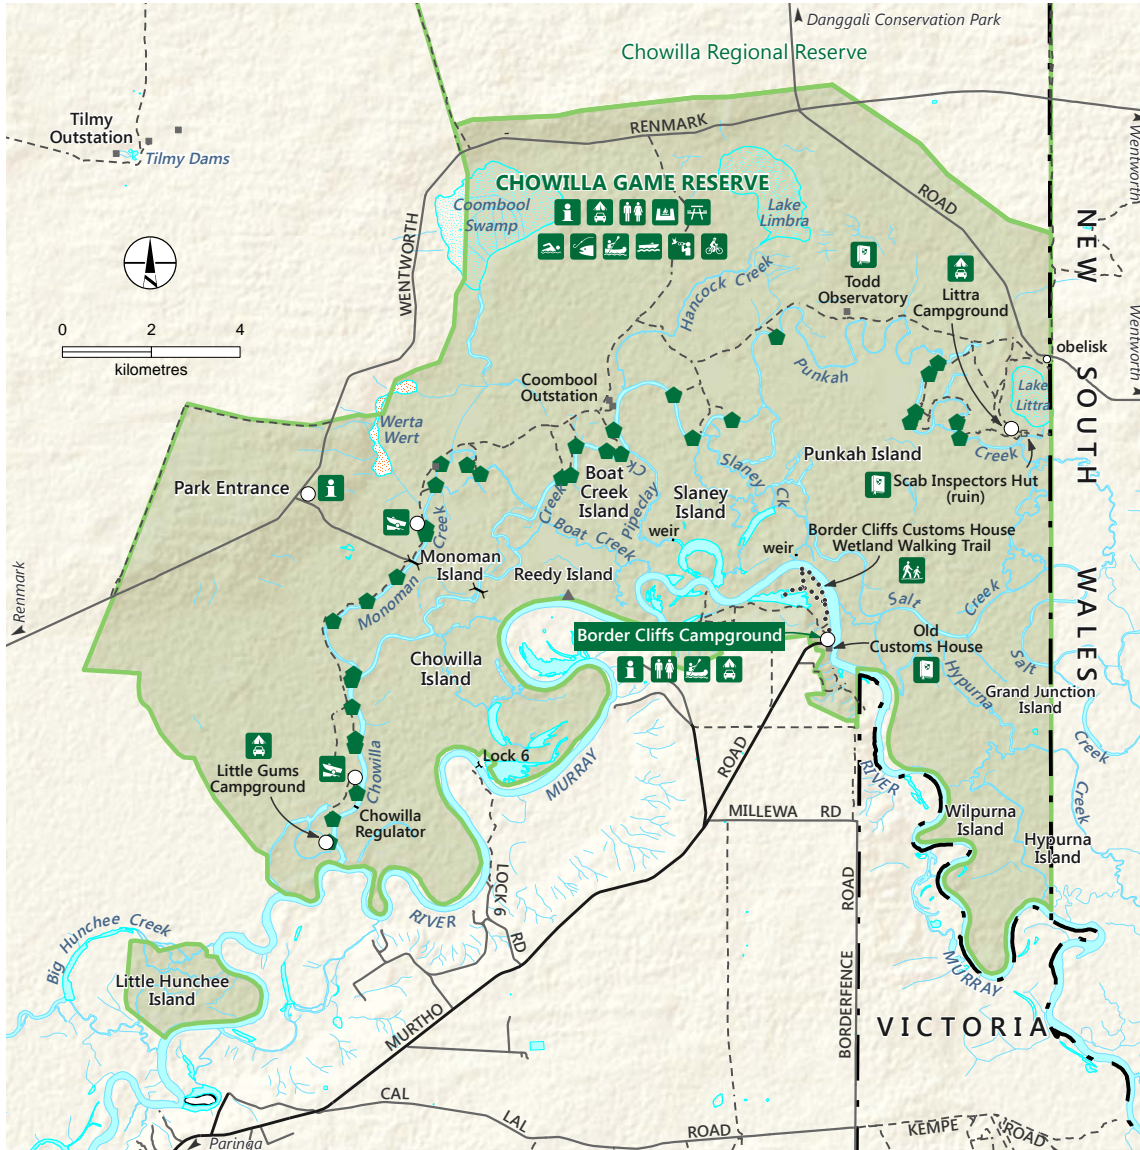 Danggali Conservation Park
Chowilla Regional Reserve
Tilmy
Outstation
Tilmy Dams
RENMARK
Wentworth
CHOWILLA GAME RESERVE
Coombool
Swamp
Lake
Limbra
ROAD
WENTWORTH
NEW SOUTH WALES
N
Hancock Creek
Todd
Observatory
Littra
Campground
0 2 4
kilometres
Wentworth
obelisk
Punkah
Coombool
Outstation
Lake
Littra
Werta
Wert
Creek
Punkah Island
Slaney
Ck
Park Entrance
Boat
Creek
Island
Ck
Pipeclay
Slaney
Island
Scab Inspectors Hut
(ruin)
Creek
Creek
Boat Creek
weir
weir
Border Cliffs Customs House
Wetland Walking Trail
Monoman
Island
Reedy Island
Renmark
Monoman
Salt
Creek
Border Cliffs Campground
Old
Customs House
Chowilla
Island
Hypurna
Salt
Grand Junction
Island
Creek
Lock 6
MURRAY
ROAD
RIVER
Little Gums
Campground
Chowilla
Chowilla
Regulator
MILLEWA RD
Wilpurna
Island
Creek
Hypurna
Island
LOCK 6
RD
RIVER
ROAD
Big Hunchee Creek
Little Hunchee
Island
MURRAY
MURTHO
BORDERFENCE
VICTORIA
CAL
LAL
ROAD
KEMPE
ROAD
Paringa